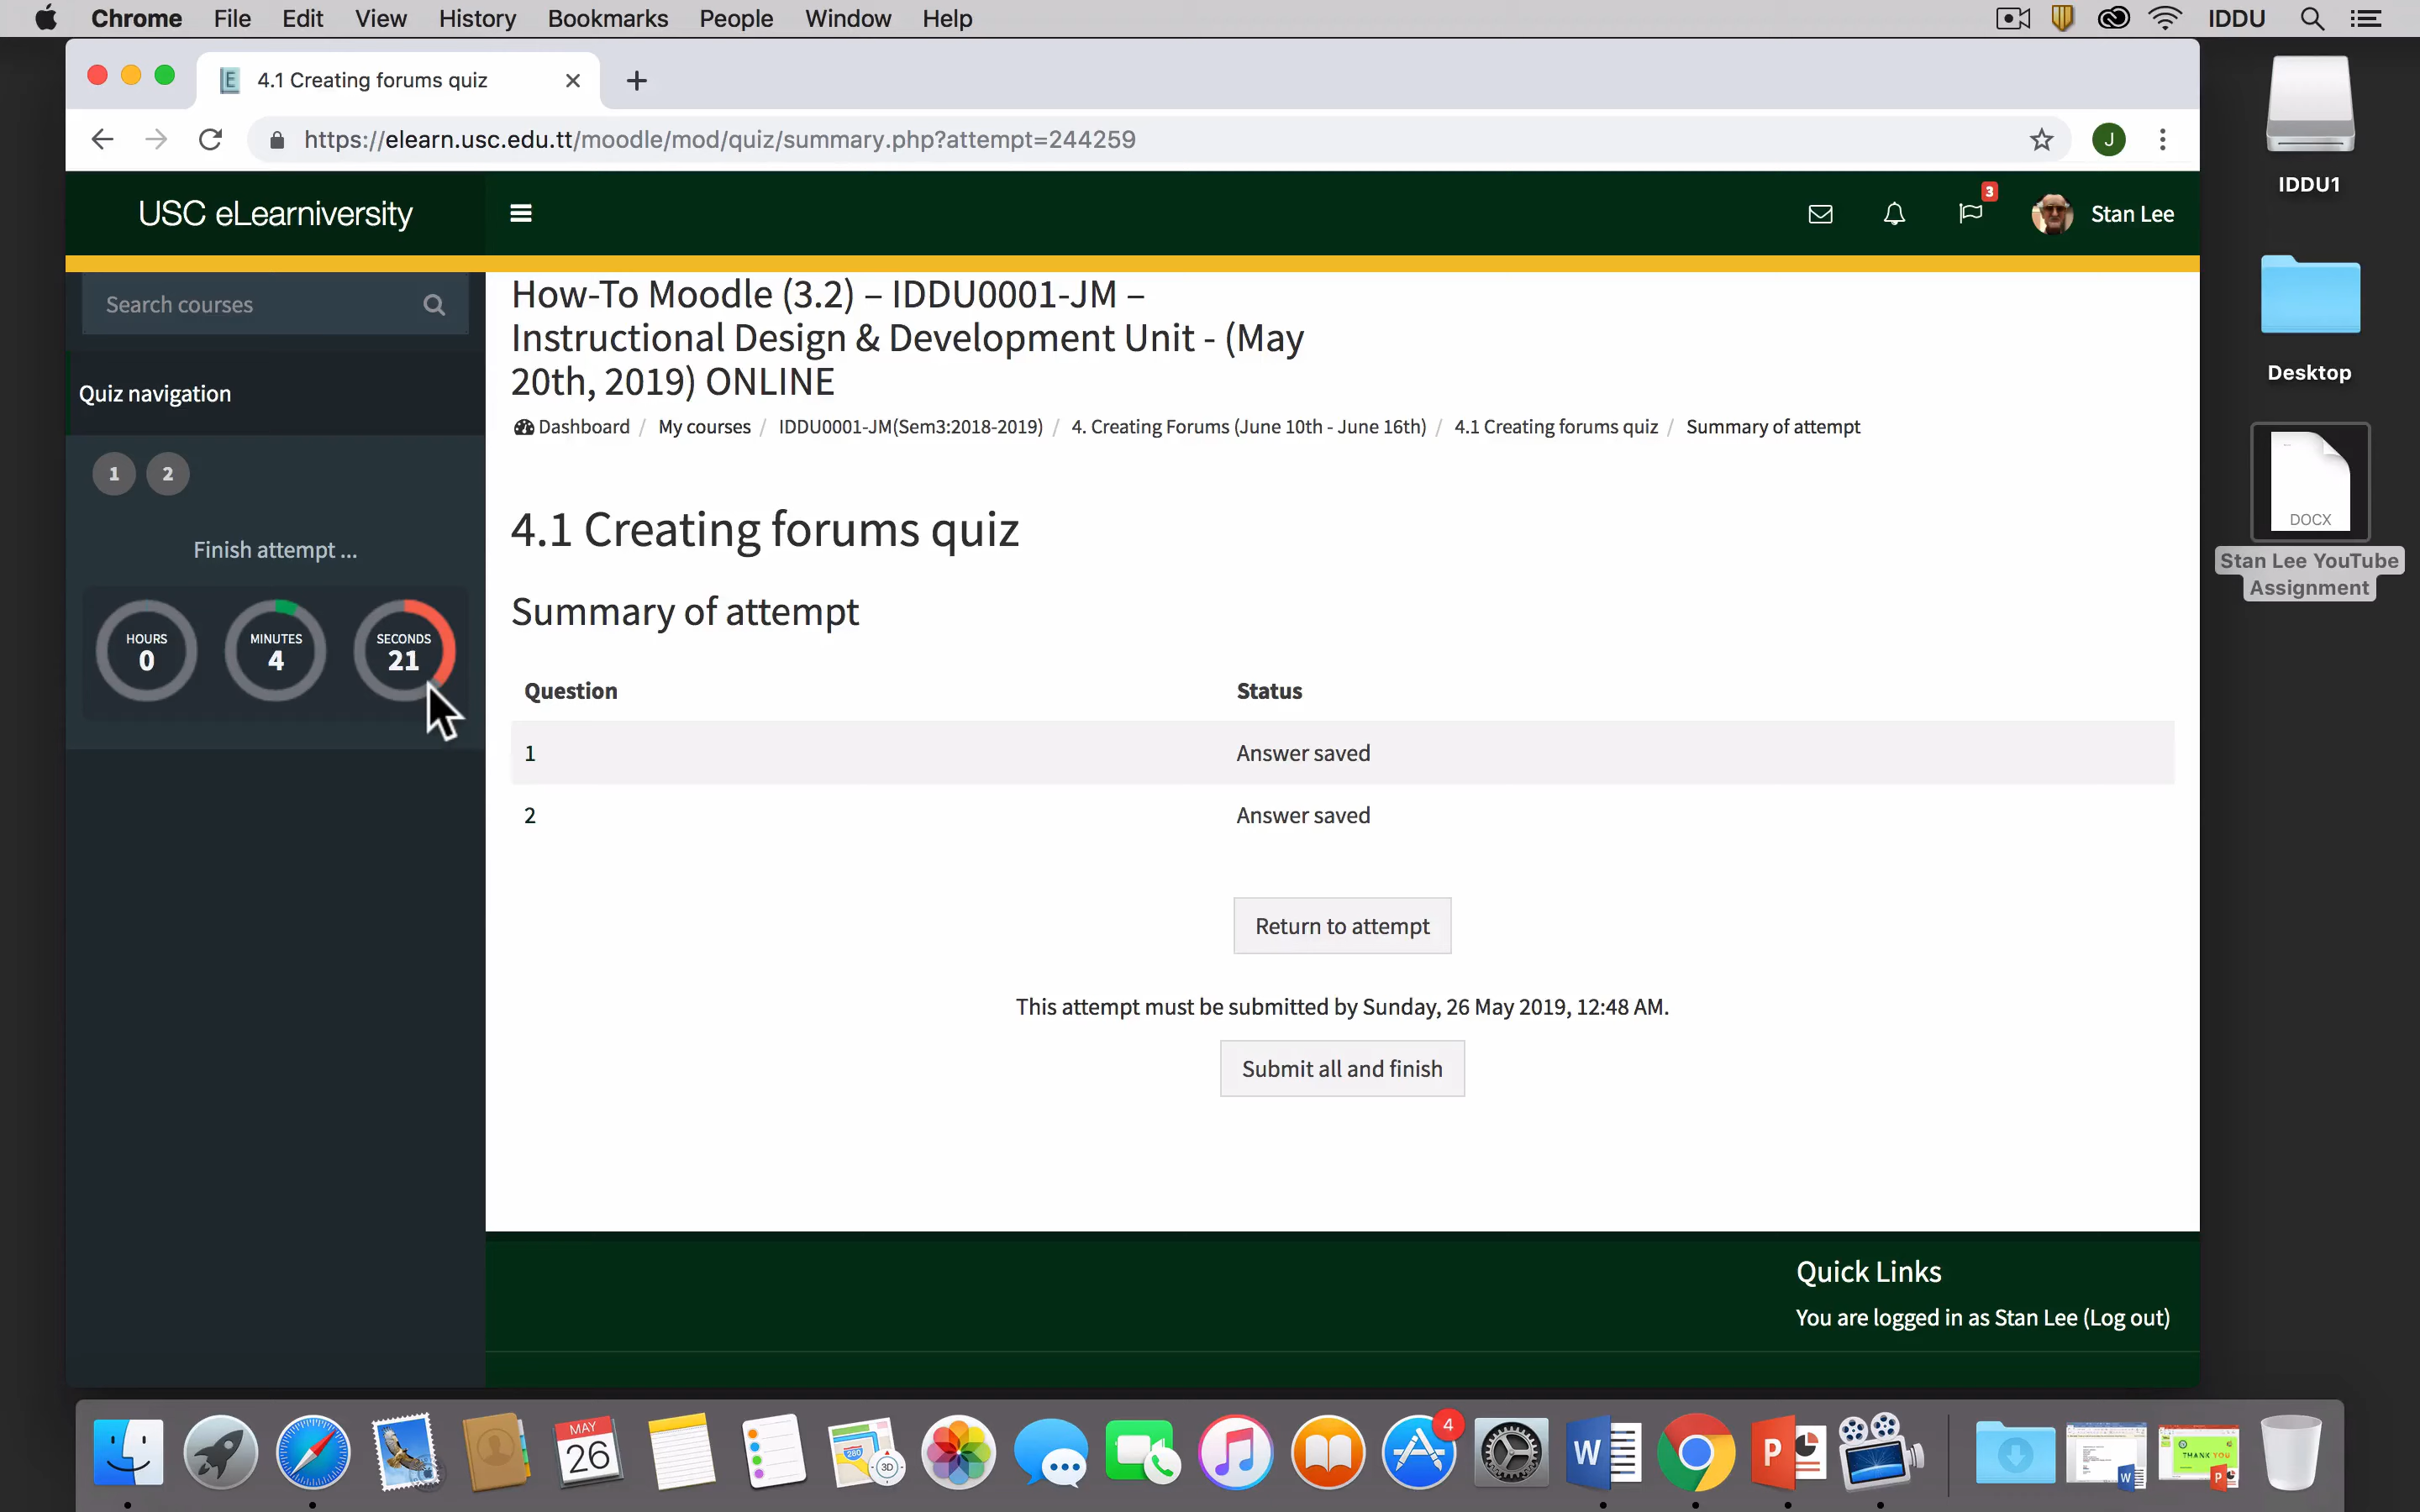 Chrome File Edit View History Bookmarks People Window Help IDDU
4.1 Creating forums quiz
https://elearn.usc.edu.tt/moodle/mod/quiz/summary.php?attempt=244259
J
USC eLearniversity
3
Stan Lee
Search courses
Quiz navigation
1 2
Finish attempt ...
HOURS 0
MINUTES 4
SECONDS 21
How-To Moodle (3.2) – IDDU0001-JM –
Instructional Design & Development Unit - (May
20th, 2019) ONLINE
Dashboard / My courses / IDDU0001-JM(Sem3:2018-2019) / 4. Creating Forums (June 10th - June 16th) / 4.1 Creating forums quiz / Summary of attempt
4.1 Creating forums quiz
Summary of attempt
Question Status
1 Answer saved
2 Answer saved
Return to attempt
This attempt must be submitted by Sunday, 26 May 2019, 12:48 AM.
Submit all and finish
Quick Links
You are logged in as Stan Lee (Log out)
IDDU1
Desktop
DOCX
Stan Lee YouTube
Assignment
MAY
26
280
3D
4
W
P
W
THANK YOU
P